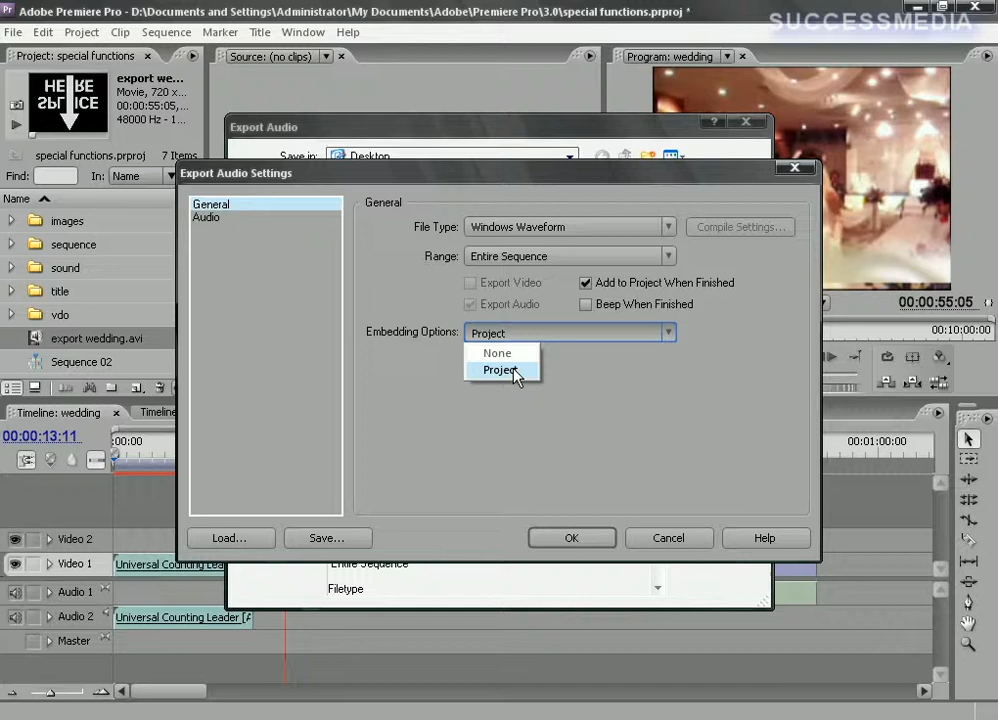 Adobe Premiere Pro - D:\Documents and Settings\Administrator\My Documents\Adobe\Premiere Pro\3.0\special functions.prproj *
SUCCESSMEDIA
File Edit Project Clip Sequence Marker Title Window Help
Project: special functions
Source: (no clips)
Program: wedding
HERE
SPLICE
export we...
Movie, 720 x...
00:00:55:05,
48000 Hz - 1...
special functions.prproj 7 Items
Find: In: Name
Name
images
sequence
sound
title
vdo
export wedding.avi
Sequence 02
Export Audio
Save in: Desktop
Export Audio Settings
General
Audio
General
File Type: Windows Waveform Compile Settings...
Range: Entire Sequence
Export Video Add to Project When Finished
Export Audio Beep When Finished
Embedding Options: Project
None
Project
Load... Save... OK Cancel Help
Entire Sequence
Filetype
00:00:55:05
00:10:00:00
Timeline: wedding Timeline
00:00:13:11 :00:00 00:01:00:00
Video 2
Video 1 Universal Counting Lea
Audio 1
Audio 2 Universal Counting Leader [A
Master